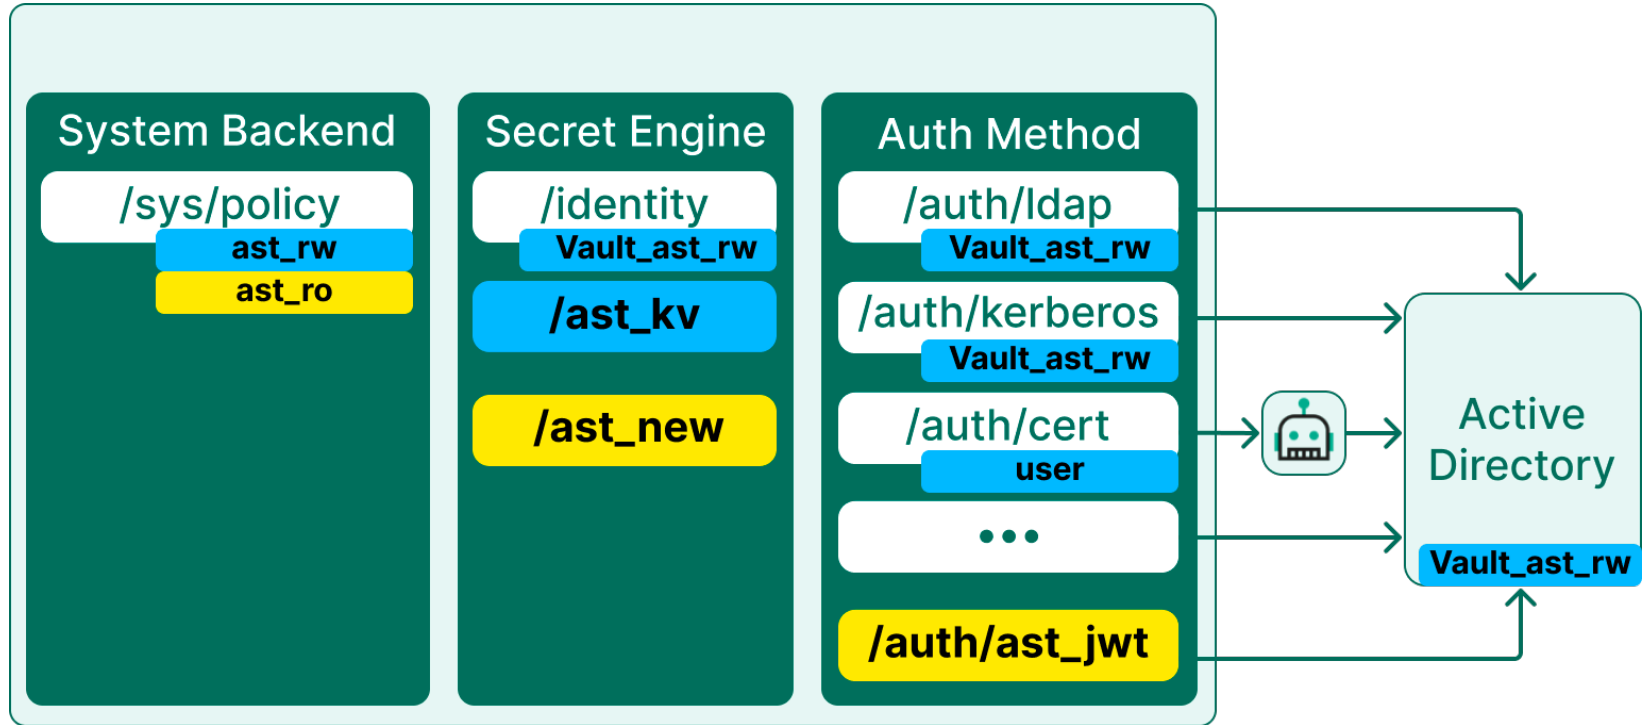 System Backend
/sys/policy
ast_rw
ast_ro
Secret Engine
/identity
Vault_ast_rw
/ast_kv
/ast_new
Auth Method
/auth/ldap
Vault_ast_rw
/auth/kerberos
Vault_ast_rw
/auth/cert
user
•••
/auth/ast_jwt
Active
Directory
Vault_ast_rw